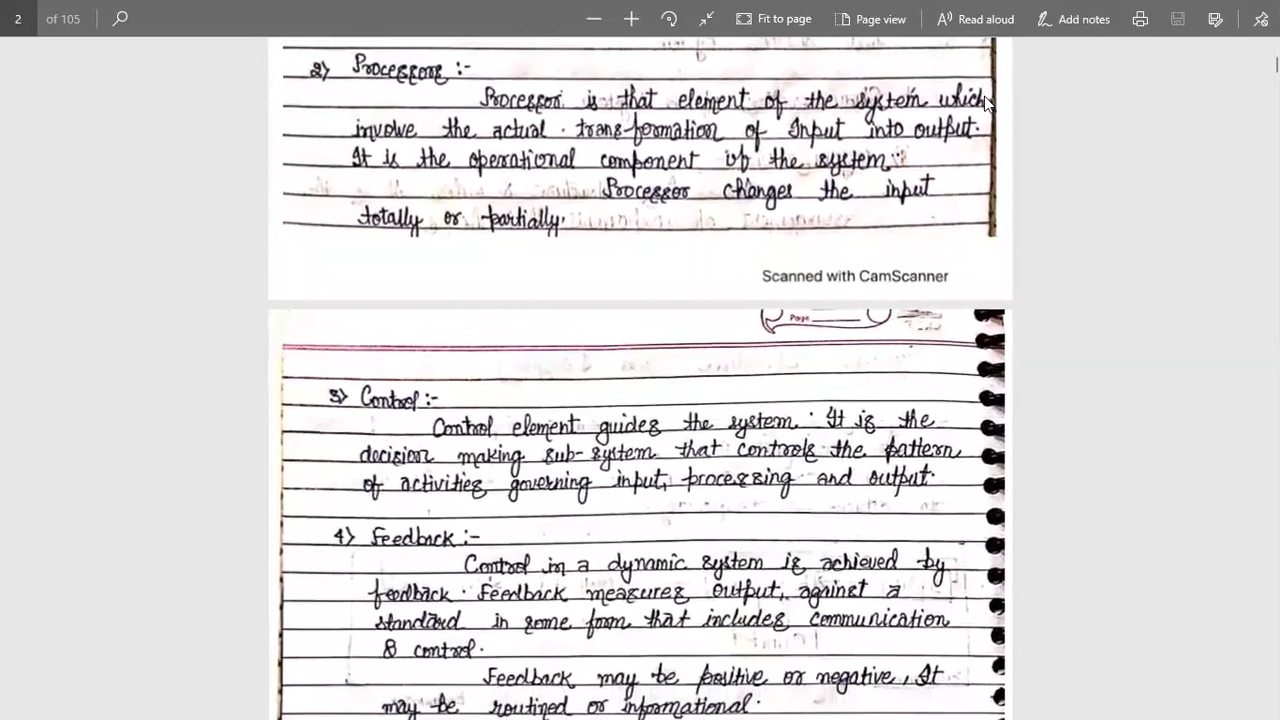 2 of 105 Fit to page Page view Read aloud Add notes
2) Processors :-
Processor is that element of the system which
involve the actual transformation of Input into output.
It is the operational component of the system.
Processor changes the input
totally or partially.
Scanned with CamScanner
Page
3) Control :-
Control element guides the system. It is the
decision making sub-system that controls the pattern
of activities governing input, processing and output.
4) Feedback :-
Control in a dynamic system is achieved by
feedback. Feedback measures output, against a
standard in some form that includes communication
& control.
Feedback may be positive or negative, It
may be routined or informational.